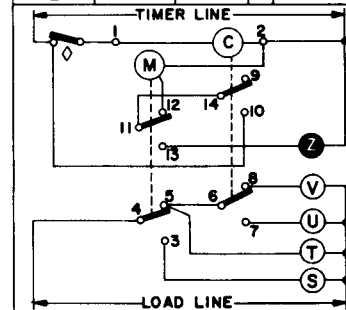 TIMER LINE
1 C 2
M
9
14
12
11
10
13 Z
8 V
5 6
4
U
7
T
3
S
LOAD LINE